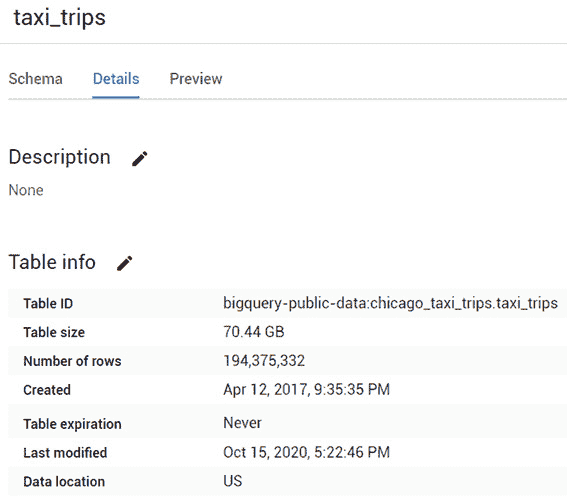 taxi_trips
Schema Details Preview
Description
None
Table info
Table ID bigquery-public-data:chicago_taxi_trips.taxi_trips
Table size 70.44 GB
Number of rows 194,375,332
Created Apr 12, 2017, 9:35:35 PM
Table expiration Never
Last modified Oct 15, 2020, 5:22:46 PM
Data location US